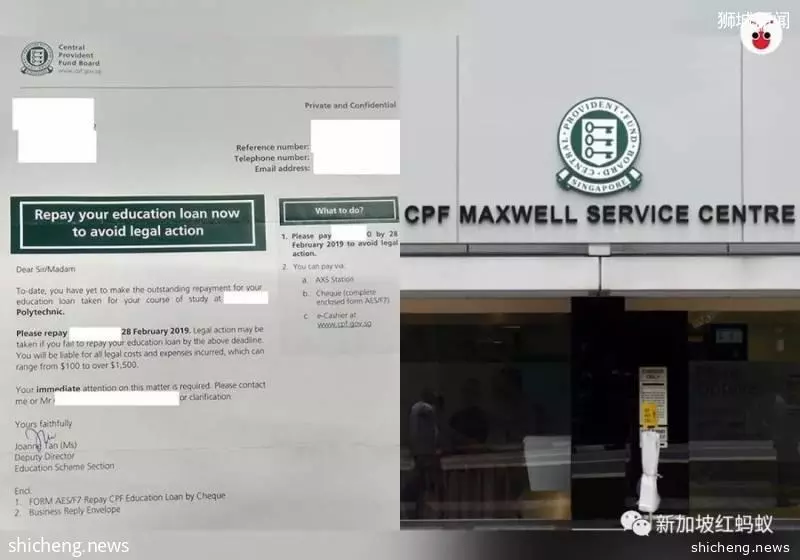 Central
Provident
Fund Board
www.cpf.gov.sg
Private and Confidential
Reference number:
Telephone number:
Email address:
Repay your education loan now
to avoid legal action
Dear Sir/Madam
To-date, you have yet to make the outstanding repayment for your
education loan taken for your course of study at
Polytechnic.
Please repay 28 February 2019. Legal action may be
taken if you fail to repay your education loan by the above deadline.
You will be liable for all legal costs and expenses incurred, which can
range from $100 to over $1,500.
Your immediate attention on this matter is required. Please contact
me or Mr or clarification.
Yours faithfully
Joanne Tan (Ms)
Deputy Director
Education Scheme Section
Encl.
1. FORM AES/F7 Repay CPF Education Loan by Cheque
2. Business Reply Envelope
What to do?
1. Please pay 0 by 28
February 2019 to avoid legal
action.
2. You can pay via:
a. AXS Station
b. Cheque (complete
enclosed form AES/F7)
c. e-Cashier at
www.cpf.gov.sg
shicheng.news
狮城新闻
CENTRAL PROVIDENT FUND BOARD
SINGAPORE
CPF MAXWELL SERVICE CENTRE
新加坡红蚂蚁
shicheng.news